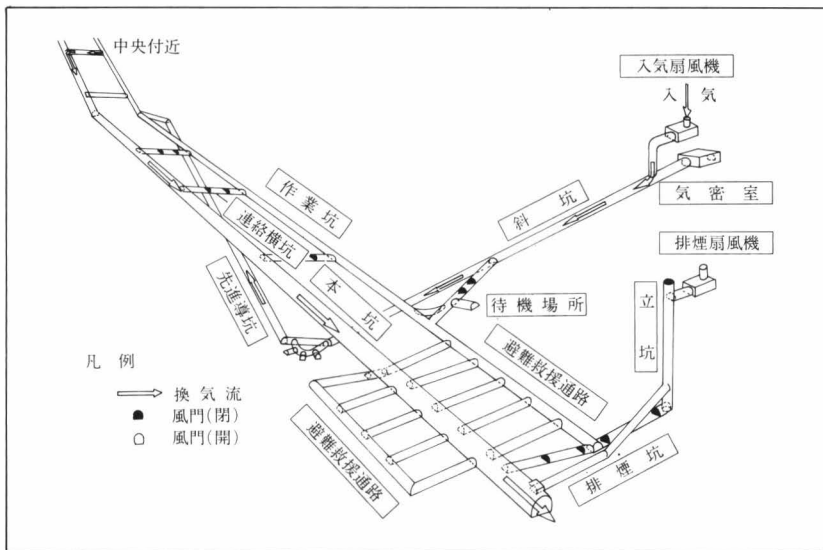 中央付近
入気扇風機
入気
気密室
斜坑
排煙扇風機
作業坑
連絡横坑
本坑
先進導坑
待機場所
立坑
避難救援通路
避難救援通路
排煙坑
凡例
換気流
風門(閉)
風門(開)